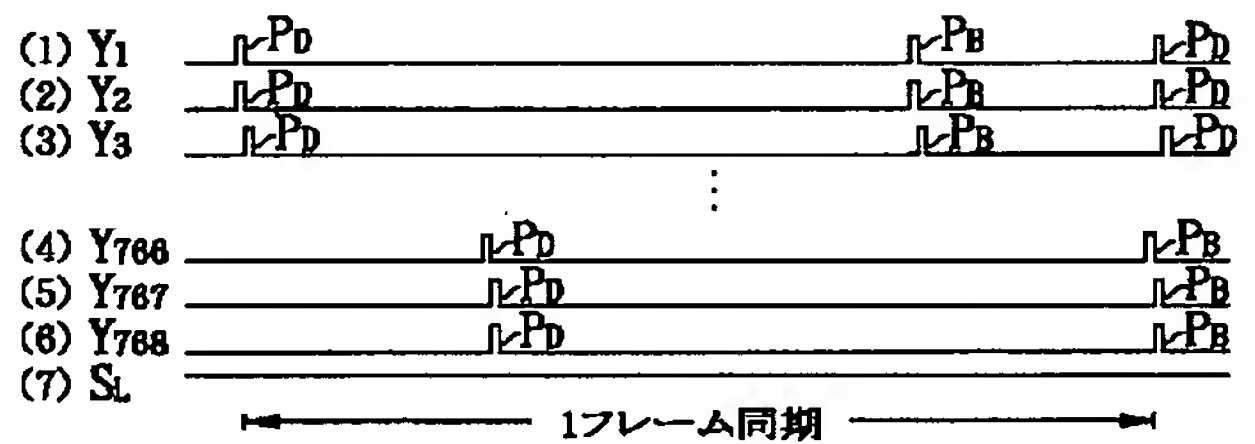 (1) Y1 PD PB PD
(2) Y2 PD PB PD
(3) Y3 PD PB PD
⋮
(4) Y766 PD PB
(5) Y767 PD PB
(6) Y768 PD PB
(7) SL
1フレーム同期